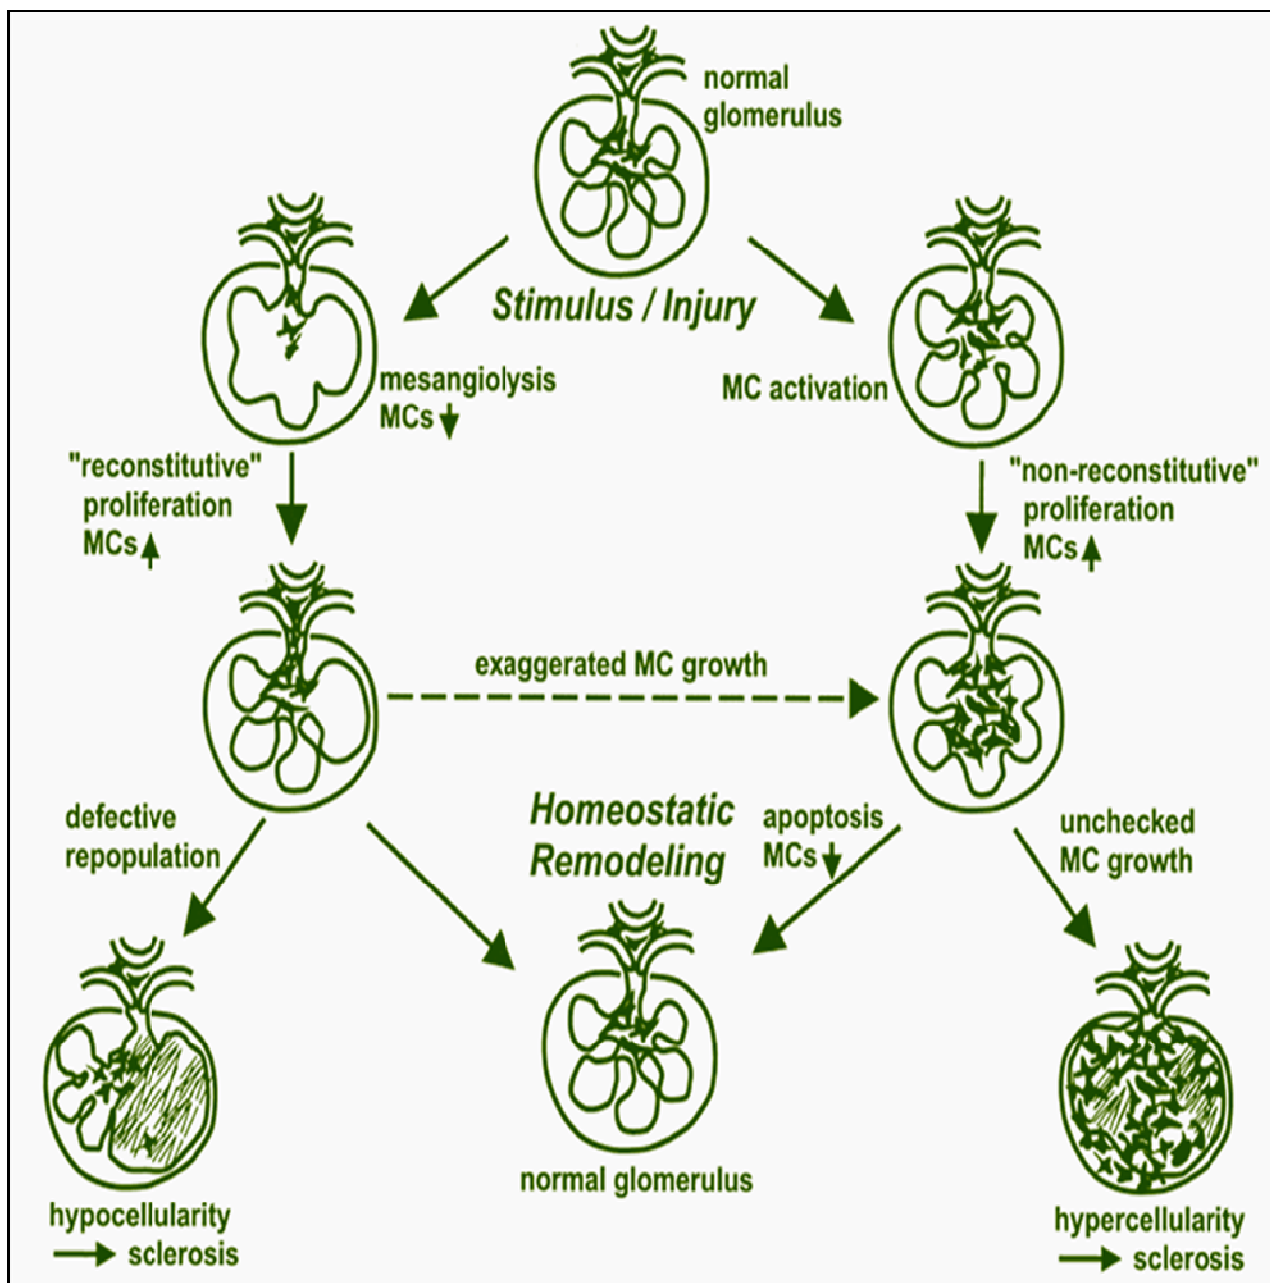 normal
glomerulus
Stimulus / Injury
mesangiolysis
MCs
MC activation
"reconstitutive"
proliferation
MCs
"non-reconstitutive"
proliferation
MCs
exaggerated MC growth
defective
repopulation
Homeostatic
Remodeling
apoptosis
MCs
unchecked
MC growth
normal glomerulus
hypocellularity
sclerosis
hypercellularity
sclerosis